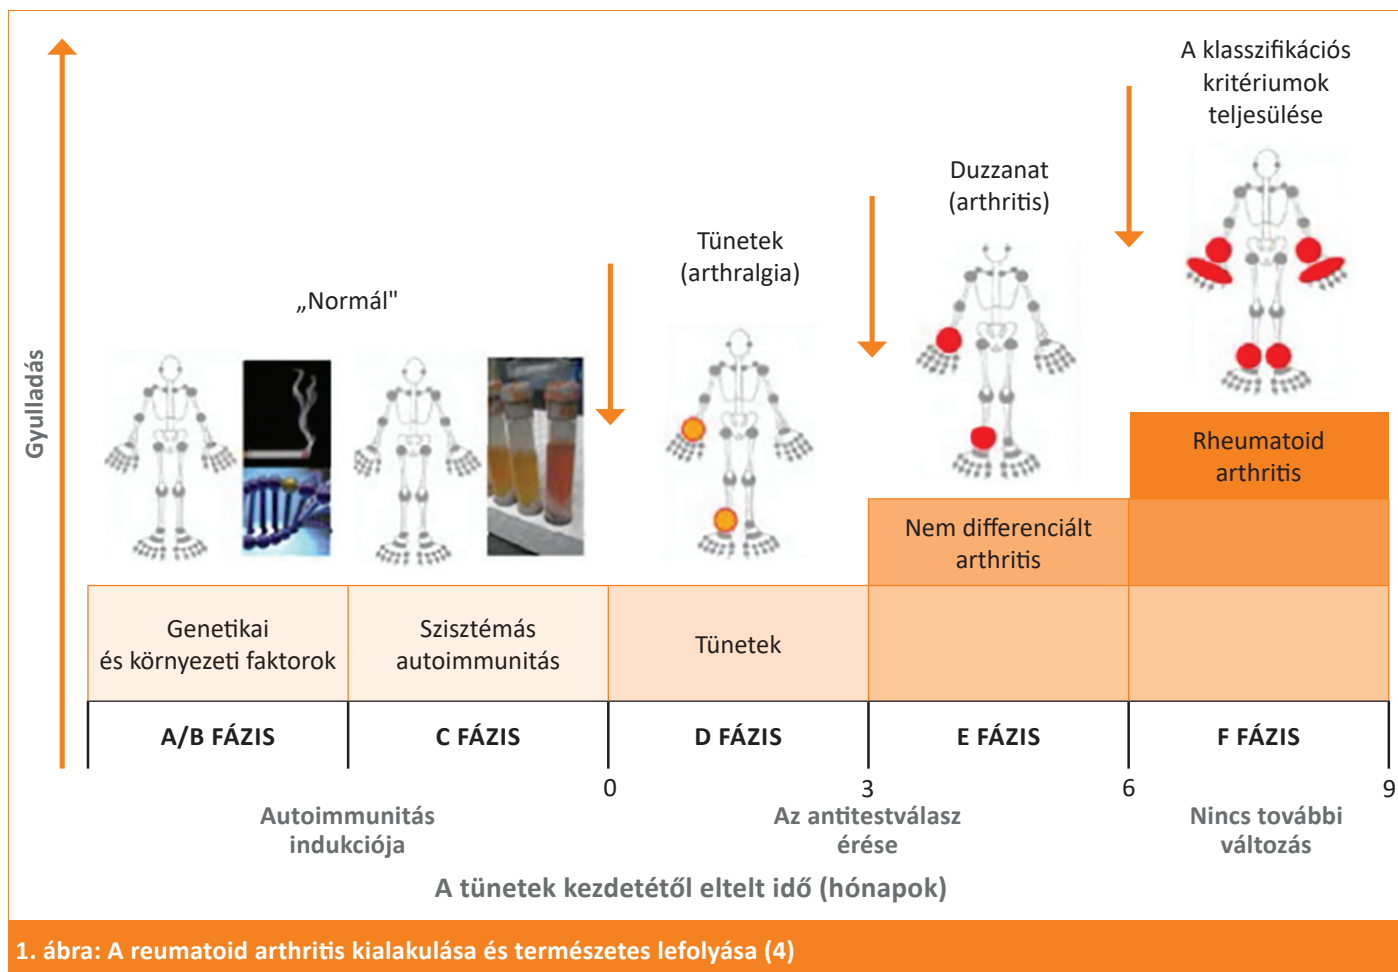 A klasszifikációs
kritériumok
teljesülése
Duzzanat
(arthritis)
Tünetek
(arthralgia)
„Normál"
Gyulladás
Rheumatoid
arthritis
Nem differenciált
arthritis
Genetikai
és környezeti faktorok
Szisztémás
autoimmunitás
Tünetek
A/B FÁZIS
C FÁZIS
D FÁZIS
E FÁZIS
F FÁZIS
0
3
6
9
Autoimmunitás
indukciója
Az antitestválasz
érése
Nincs további
változás
A tünetek kezdetétől eltelt idő (hónapok)
1. ábra: A reumatoid arthritis kialakulása és természetes lefolyása (4)